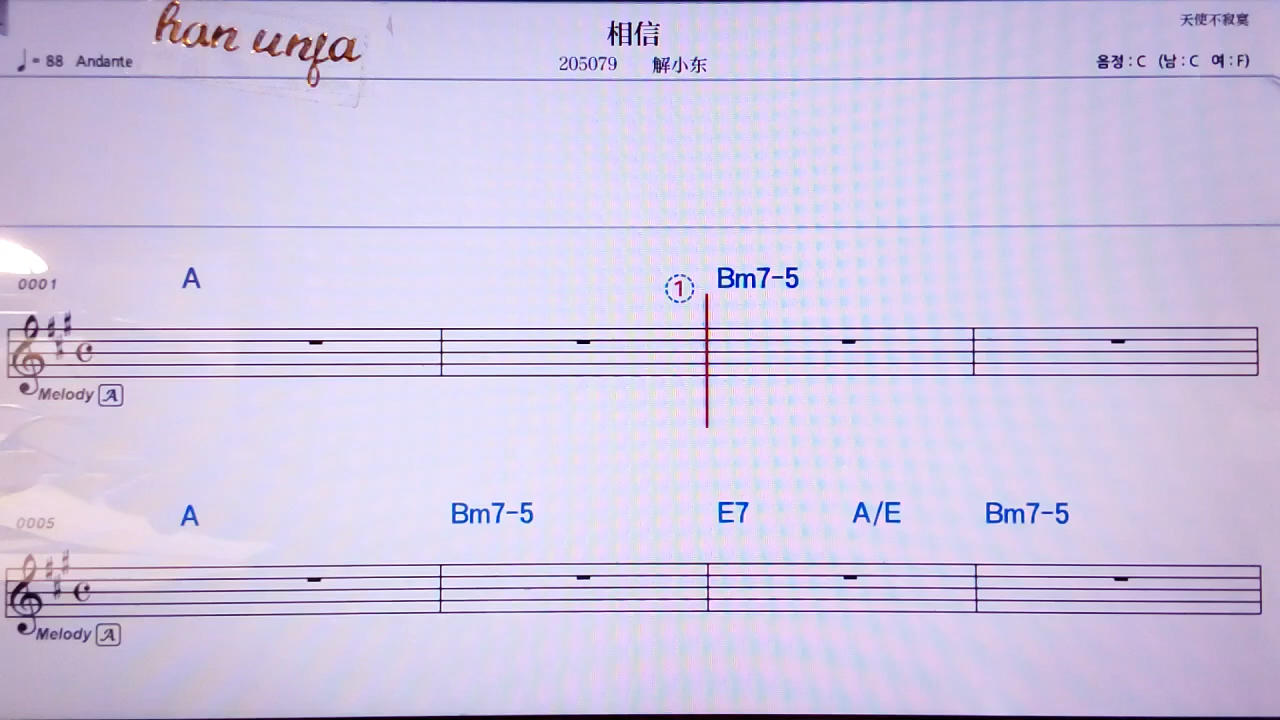 han unfa
相信
天使不寂寞
♩= 88 Andante
205079 解小东
음정 : C (남 : C 여 : F)
0001 A ① Bm7-5
Melody A
0005 A Bm7-5 E7 A/E Bm7-5
Melody A